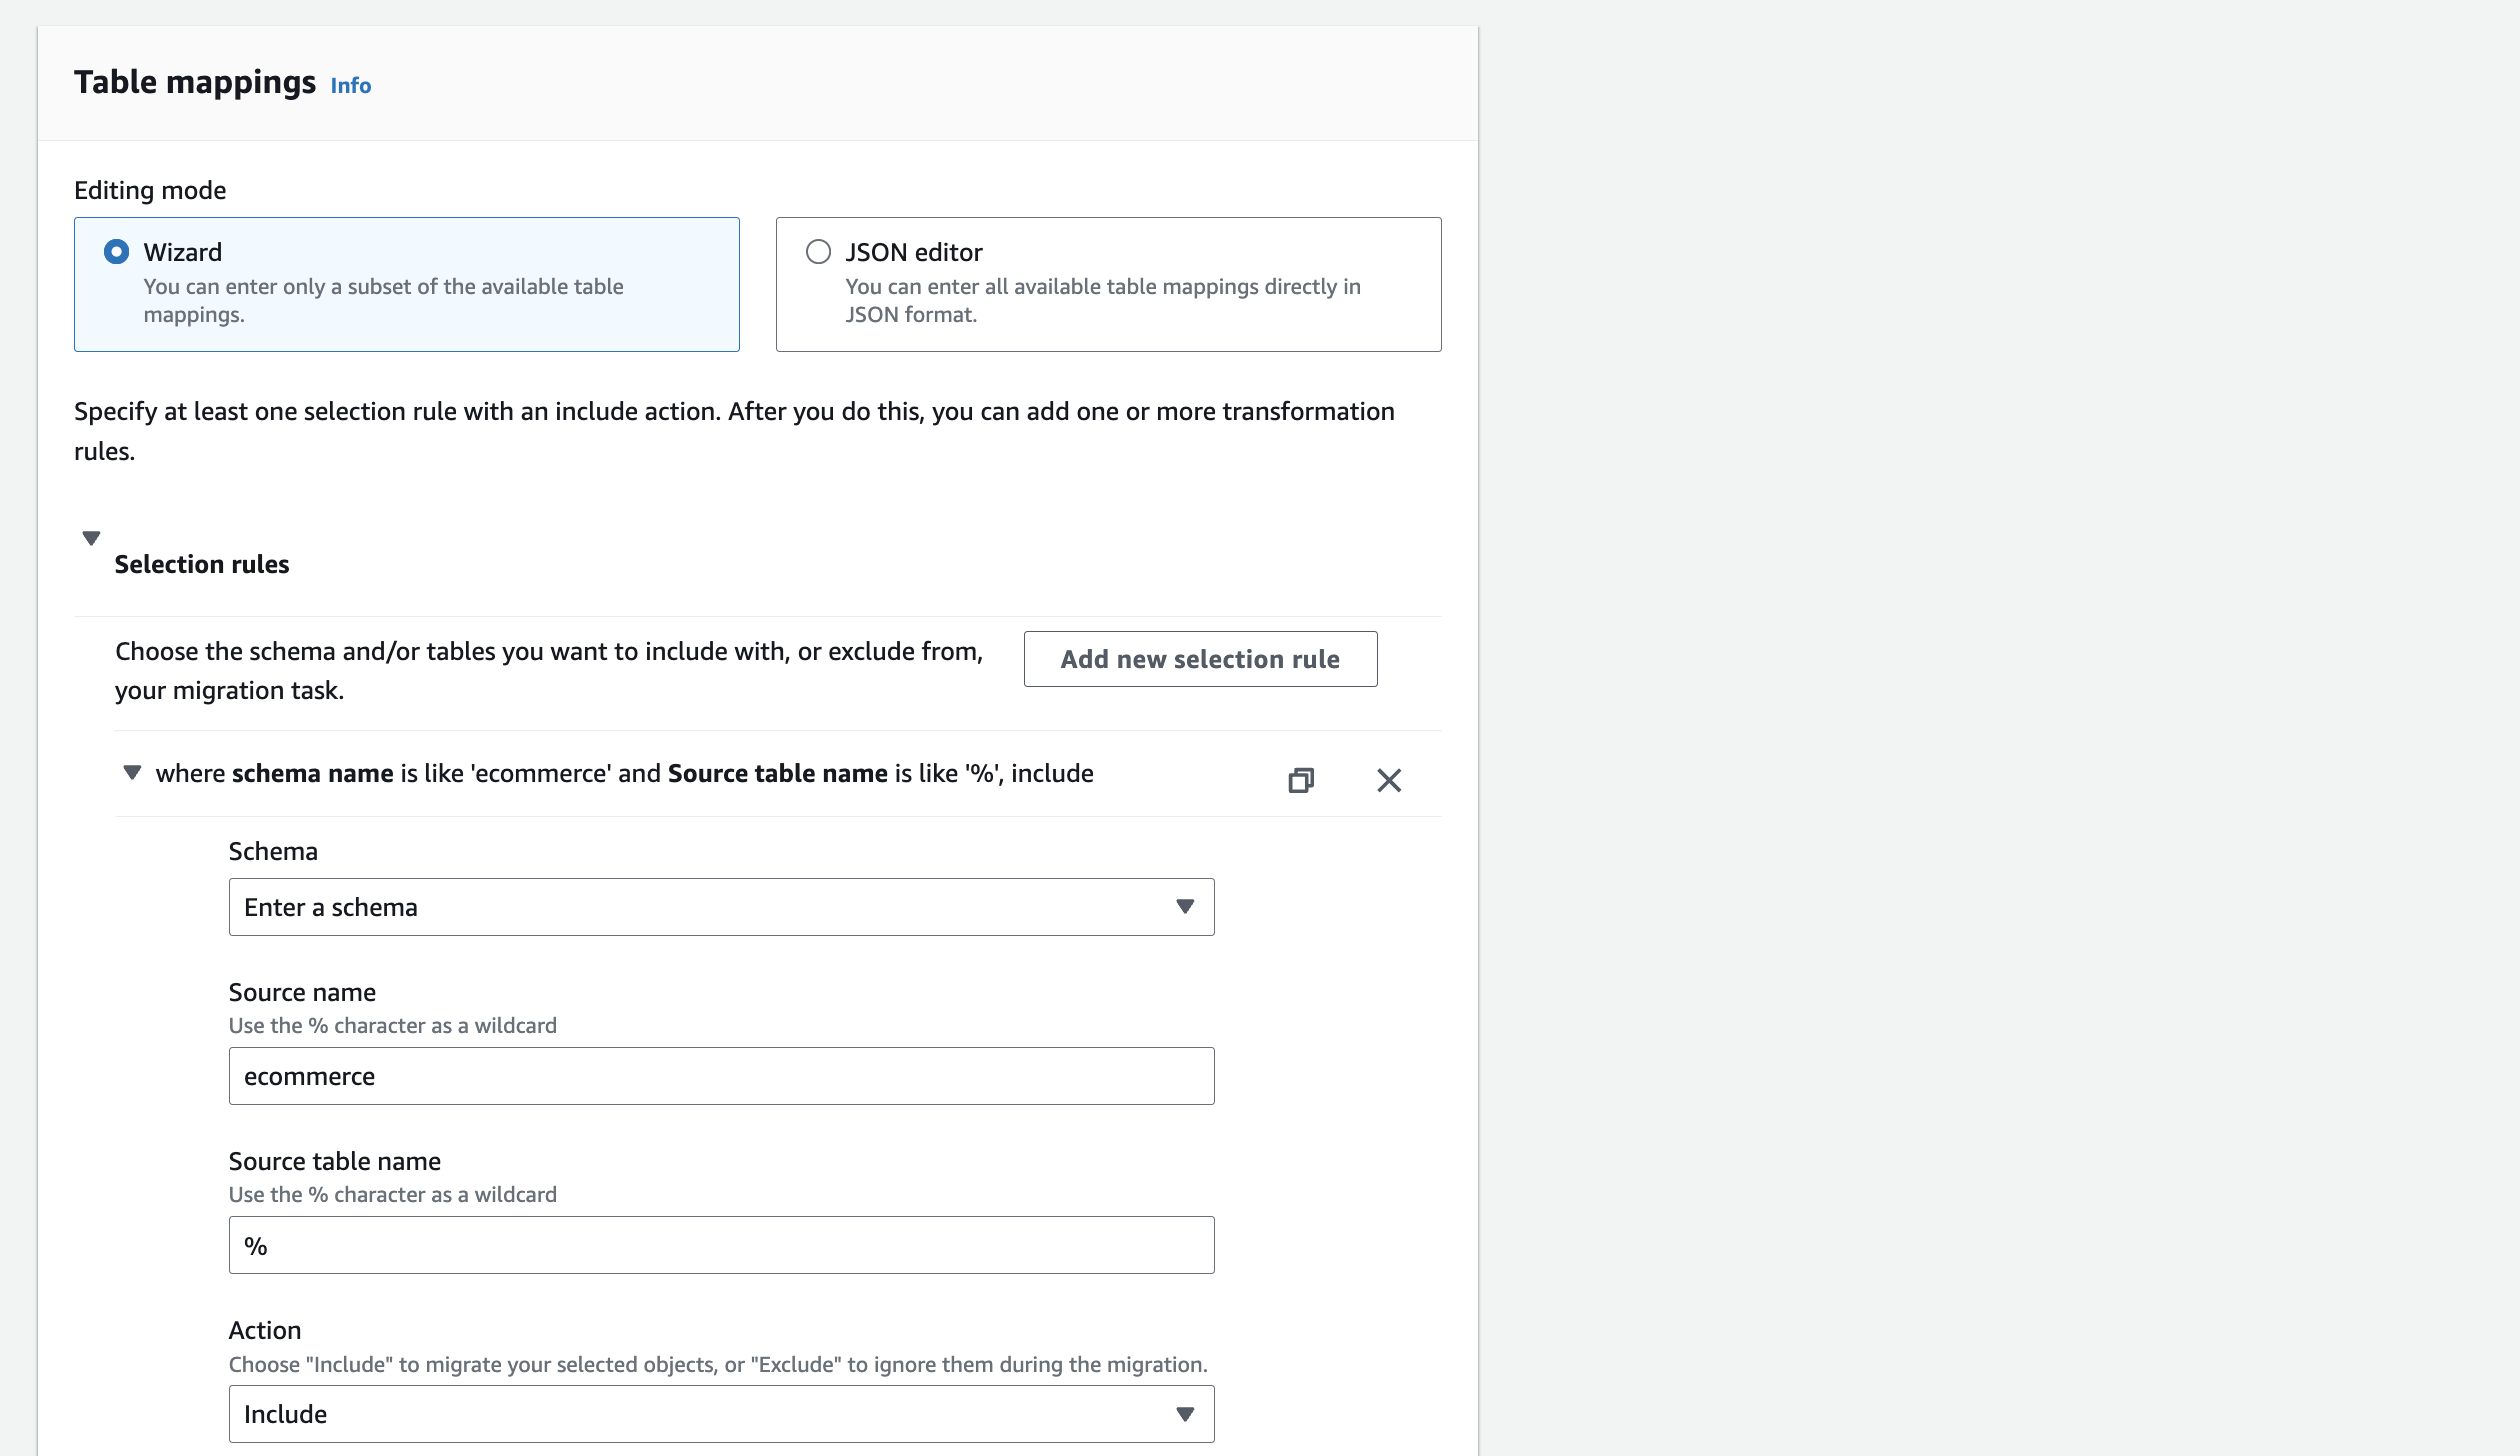 Table mappings Info
Editing mode
Wizard
You can enter only a subset of the available table
mappings.
JSON editor
You can enter all available table mappings directly in
JSON format.
Specify at least one selection rule with an include action. After you do this, you can add one or more transformation
rules.
Selection rules
Choose the schema and/or tables you want to include with, or exclude from,
your migration task.
Add new selection rule
where schema name is like 'ecommerce' and Source table name is like '%', include
Schema
Enter a schema
Source name
Use the % character as a wildcard
ecommerce
Source table name
Use the % character as a wildcard
%
Action
Choose "Include" to migrate your selected objects, or "Exclude" to ignore them during the migration.
Include